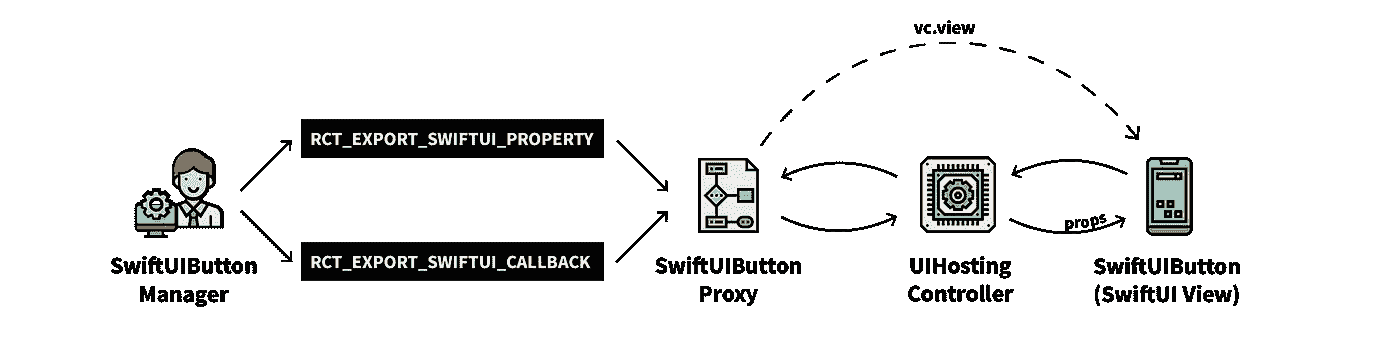 vc.view
RCT_EXPORT_SWIFTUI_PROPERTY
props
RCT_EXPORT_SWIFTUI_CALLBACK
SwiftUIButton
Manager
SwiftUIButton
Proxy
UIHosting
Controller
SwiftUIButton
(SwiftUI View)